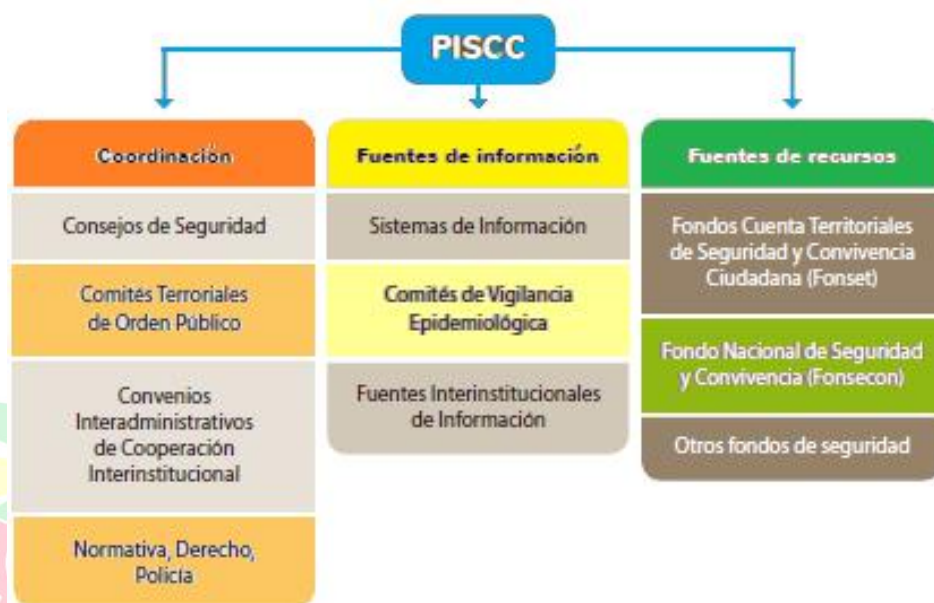 PISCC
Coordinación
Consejos de Seguridad
Comités Terroriales
de Orden Público
Convenios
Interadministrativos
de Cooperación
Interinstitucional
Normativa, Derecho,
Policía
Fuentes de información
Sistemas de Información
Comités de Vigilancia
Epidemiológica
Fuentes Interinstitucionales
de Información
Fuentes de recursos
Fondos Cuenta Territoriales
de Seguridad y Convivencia
Ciudadana (Fonset)
Fondo Nacional de Seguridad
y Convivencia (Fonsecon)
Otros fondos de seguridad